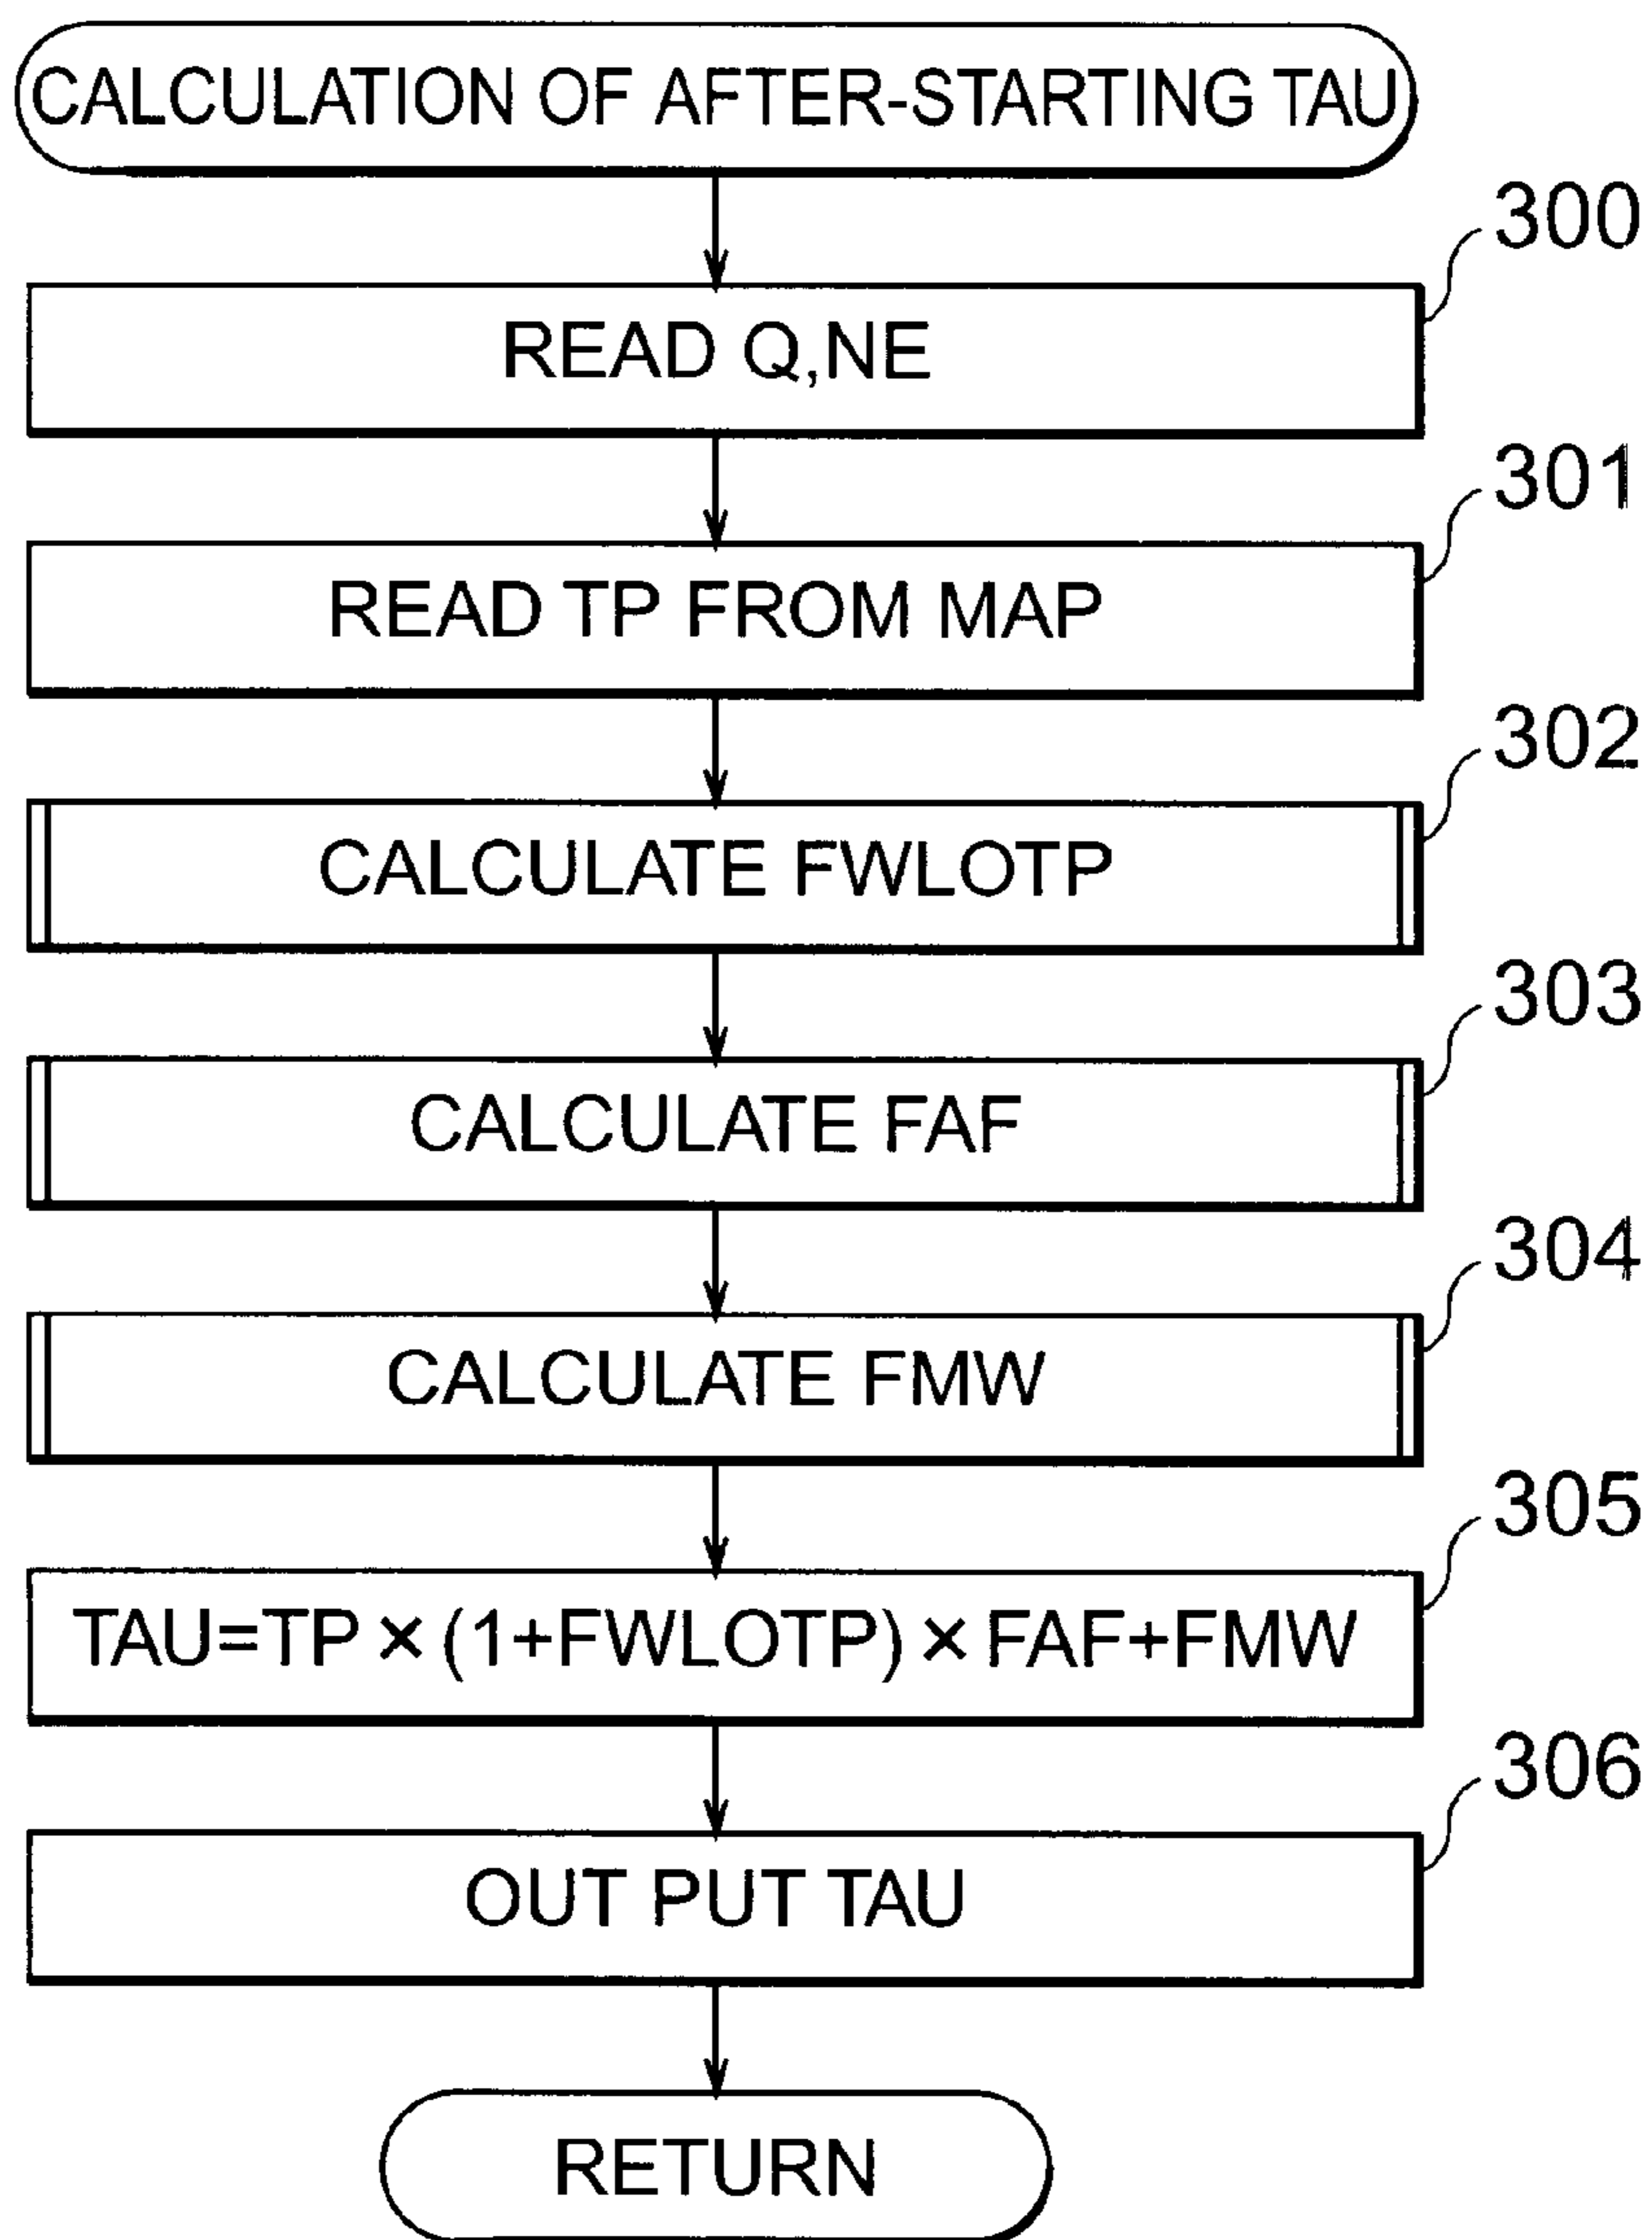 CALCULATION OF AFTER-STARTING TAU
300
READ Q,NE
301
READ TP FROM MAP
302
CALCULATE FWLOTP
303
CALCULATE FAF
304
CALCULATE FMW
305
TAU=TP×(1+FWLOTP)×FAF+FMW
306
OUT PUT TAU
RETURN